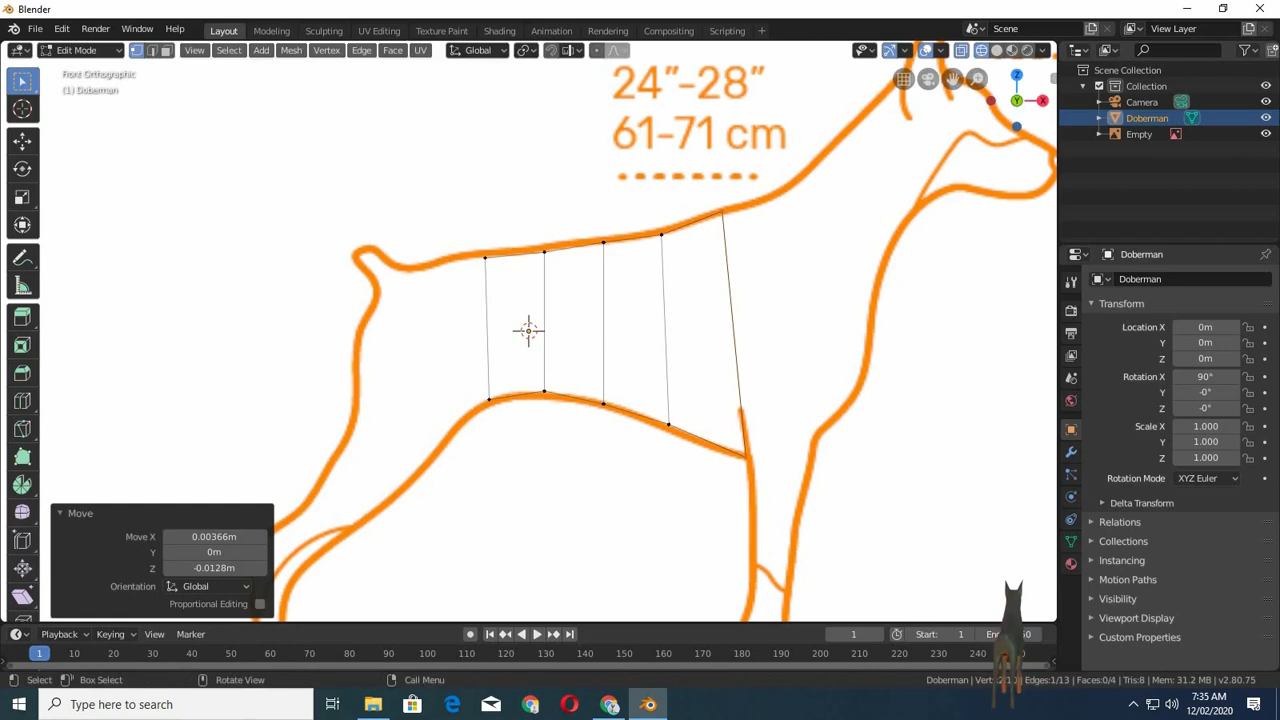 Blender
File Edit Render Window Help Layout Modeling Sculpting UV Editing Texture Paint Shading Animation Rendering Compositing Scripting Scene View Layer
Edit Mode View Select Add Mesh Vertex Edge Face UV Global
Front Orthographic
(1) Doberman
24”-28”
61-71 cm
Z
Y
X
Scene Collection
Collection
Camera
Doberman
Empty
Doberman
Doberman
Transform
Location X 0m
Y 0m
Z 0m
Rotation X 90°
Y -0°
Z -0°
Scale X 1.000
Y 1.000
Z 1.000
Rotation Mode XYZ Euler
Delta Transform
Relations
Collections
Instancing
Motion Paths
Visibility
Viewport Display
Custom Properties
Move
Move X 0.00366m
Y 0m
Z -0.0128m
Orientation Global
Proportional Editing
Playback Keying View Marker 1 Start: 1
1 10 20 30 40 50 60 70 80 90 100 110 120 130 140 150 160 170 180 190 200 210 220 230 240 250
Select Box Select Rotate View Call Menu Edges:1/13 Faces:0/4 Tris:8 Mem: 31.2 MB v2.80.75
Type here to search
7:35 AM
12/02/2020